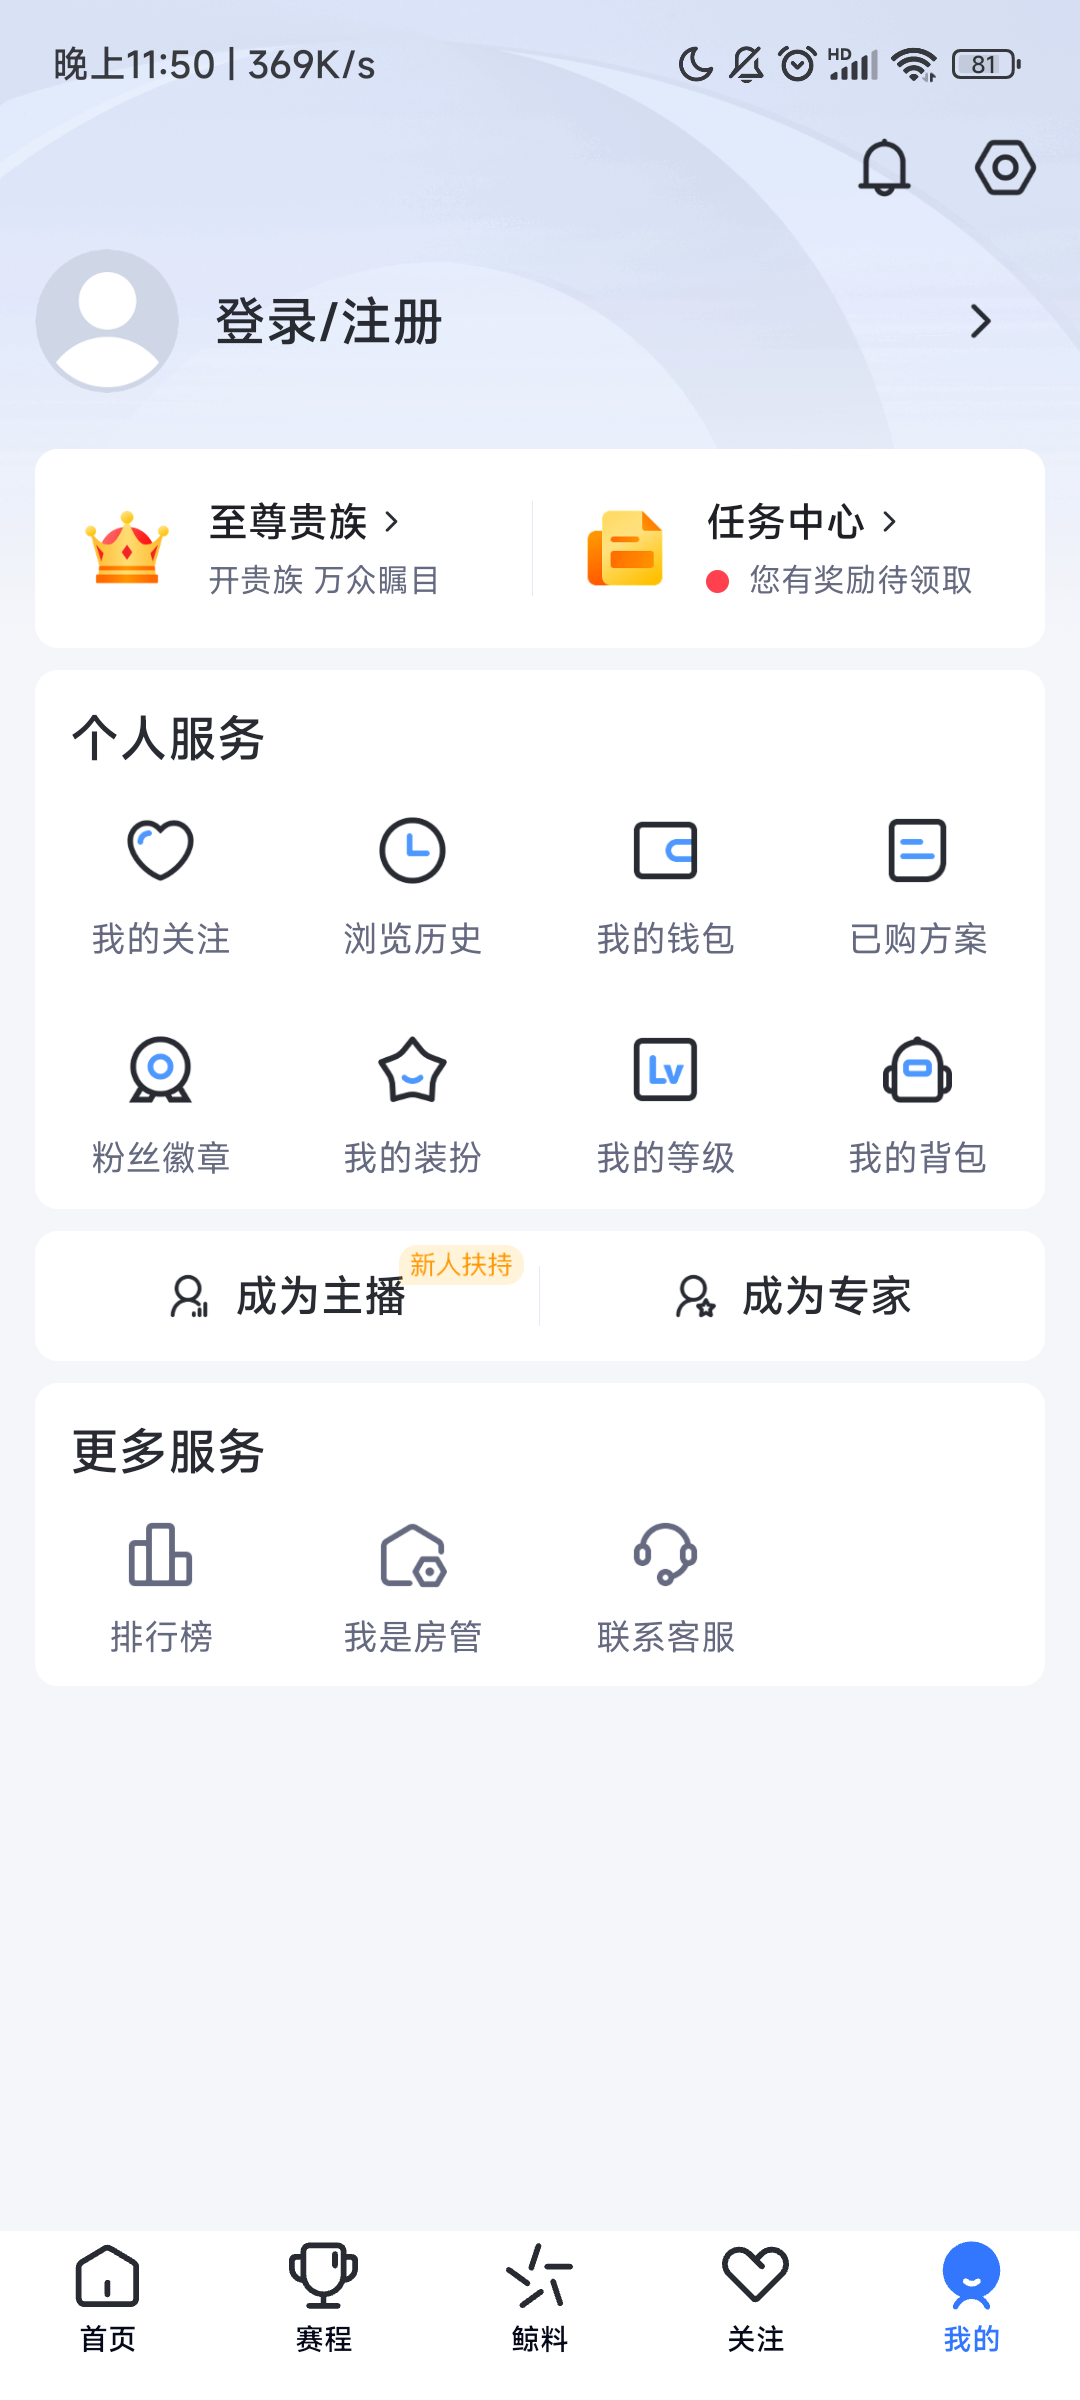 晚上11:50 | 369K/s
HD
81
登录/注册
至尊贵族
开贵族 万众瞩目
任务中心
您有奖励待领取
个人服务
我的关注 浏览历史 我的钱包 已购方案
Lv
粉丝徽章 我的装扮 我的等级 我的背包
新人扶持
成为主播 成为专家
更多服务
排行榜 我是房管 联系客服
首页 赛程 鲸料 关注 我的